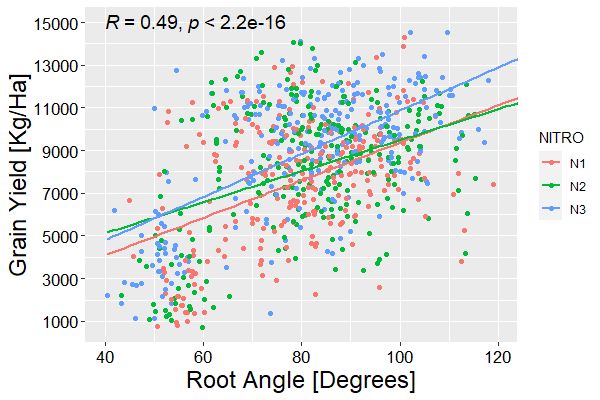 R = 0.49, p < 2.2e-16
Grain Yield [Kg/Ha]
15000
13000
11000
9000
7000
5000
3000
1000
40 60 80 100 120
Root Angle [Degrees]
NITRO
N1
N2
N3